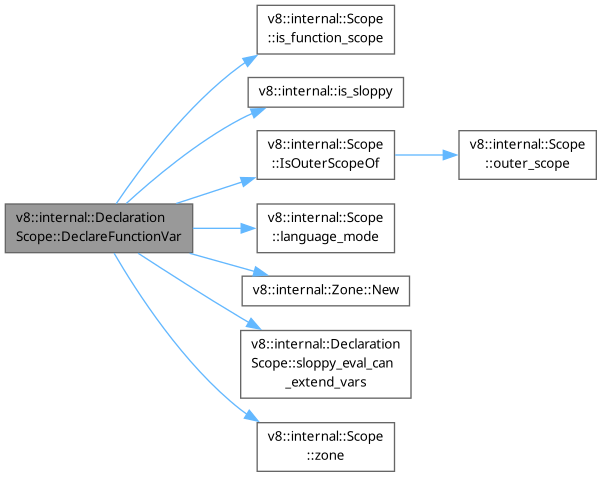 v8::internal::Scope
::is_function_scope
v8::internal::is_sloppy
v8::internal::Scope
::IsOuterScopeOf
v8::internal::Scope
::outer_scope
v8::internal::Declaration
Scope::DeclareFunctionVar
v8::internal::Scope
::language_mode
v8::internal::Zone::New
v8::internal::Declaration
Scope::sloppy_eval_can
_extend_vars
v8::internal::Scope
::zone